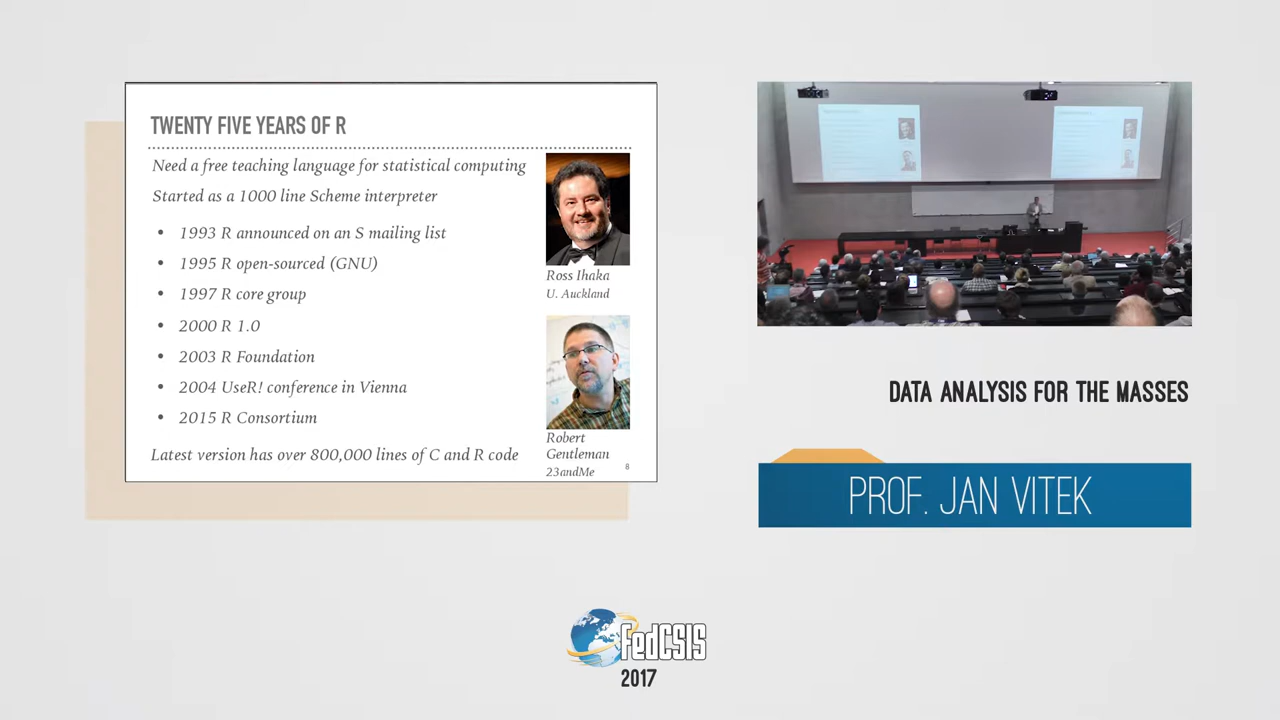 TWENTY FIVE YEARS OF R
Need a free teaching language for statistical computing
Started as a 1000 line Scheme interpreter
• 1993 R announced on an S mailing list
• 1995 R open-sourced (GNU)
• 1997 R core group
• 2000 R 1.0
• 2003 R Foundation
• 2004 UseR! conference in Vienna
• 2015 R Consortium
Latest version has over 800,000 lines of C and R code
Ross Ihaka
U. Auckland
Robert
Gentleman
23andMe
8
DATA ANALYSIS FOR THE MASSES
PROF. JAN VITEK
FedCSIS
2017